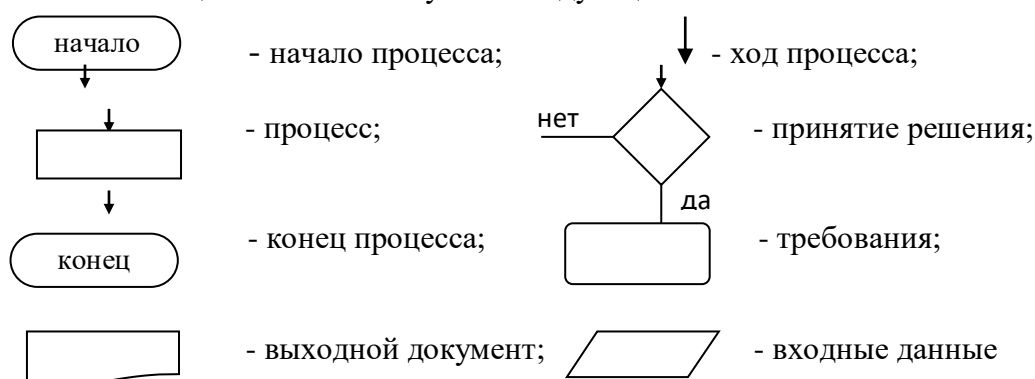 начало - начало процесса; - ход процесса;
нет - процесс; - принятие решения;
да
конец - конец процесса; - требования;
- выходной документ; - входные данные